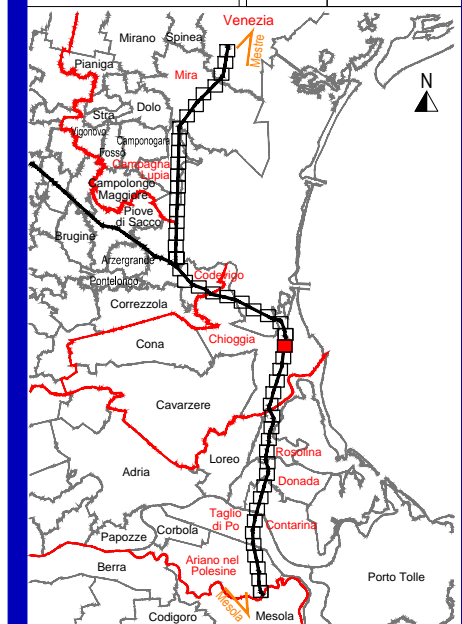 Venezia
Mirano
Spinea
Mestre
Pianiga
Mira
N
Stra
Dolo
Vigonovo
Fossò
Camponogara
Campagna
Lupia
Campolongo
Maggiore
Piove
di Sacco
Brugine
Arzergrande
Pontelongo
Codevigo
Correzzola
Chioggia
Cona
Cavarzere
Rosolina
Loreo
Adria
Donada
Taglio
di Po
Contarina
Corbola
Papozze
Berra
Ariano nel
Polesine
Porto Tolle
Mesola
Mesola
Codigoro